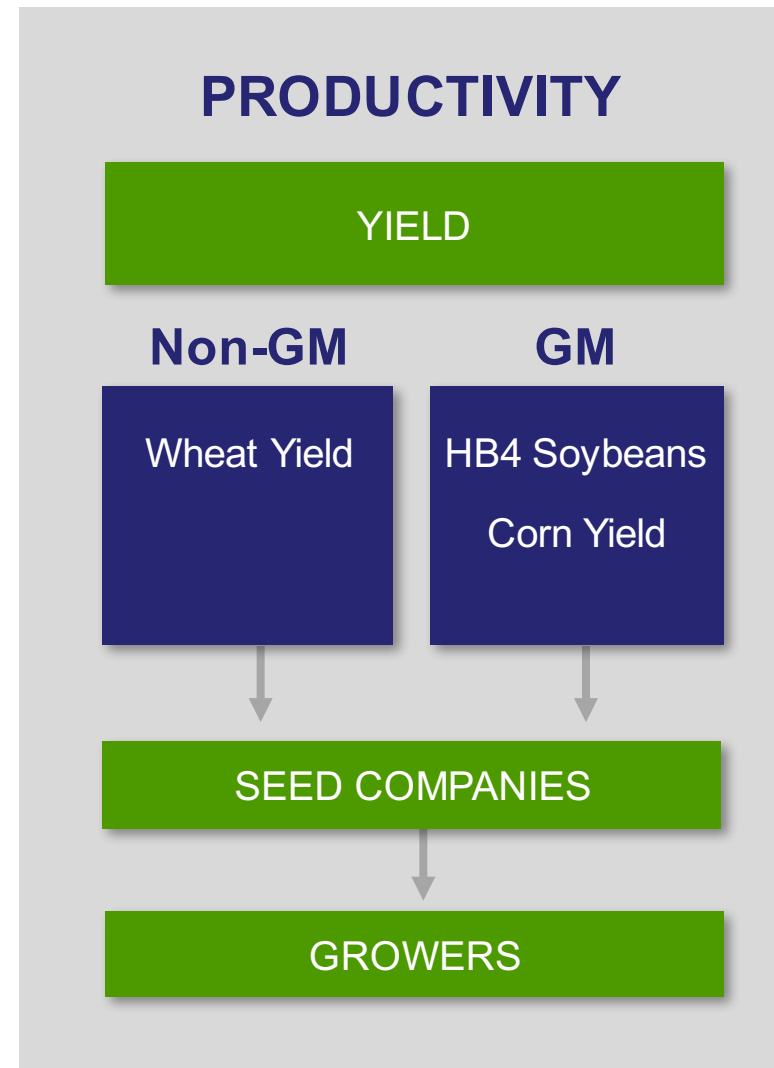 PRODUCTIVITY
YIELD
Non-GM
GM
Wheat Yield
HB4 Soybeans
Corn Yield
SEED COMPANIES
GROWERS